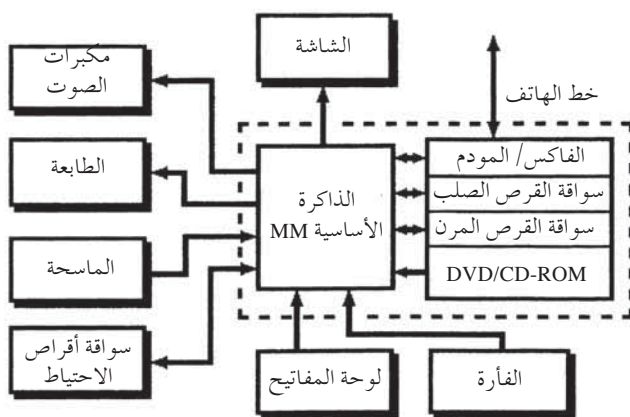 الشاشة
مكبرات
الصوت
خط الهاتف
الفاكس/ المودم
الطابعة
الذاكرة
الأساسية MM
سواقة القرص الصلب
سواقة القرص المرن
الماسحة
DVD/CD-ROM
سواقة أقراص
الاحتياط
لوحة المفاتيح
الفأرة